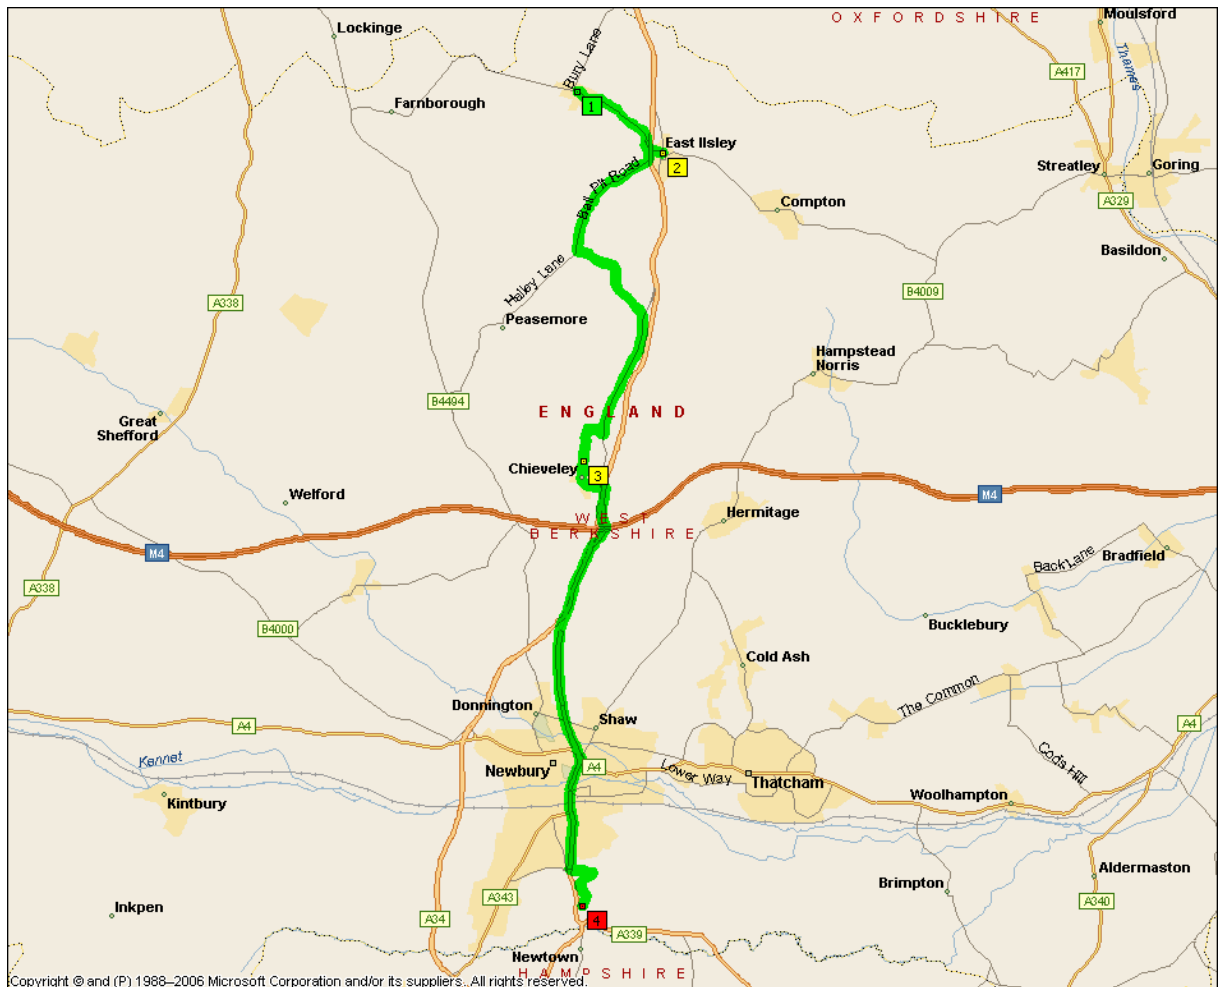 OXFORDSHIRE
Moulsford
Lockinge
Bury Lane
Thames
A417
Farnborough
1
East Ilsley
2
Streatley
Goring
Ball Pit Road
Compton
A329
Basildon
Hailey Lane
B4009
A338
Peasemore
Hampstead
Norris
B4494
ENGLAND
Great
Shefford
Chieveley
3
Welford
M4
WEST
BERKSHIRE
Hermitage
M4
Back Lane
Bradfield
A338
B4000
Bucklebury
Cold Ash
The Common
Donnington
Shaw
A4
A4
Kennet
Newbury
A4
Lower Way
Thatcham
Cods Hill
Woolhampton
Kintbury
Aldermaston
Brimpton
A343
A340
Inkpen
A34
4
A339
Newtown
HAMPSHIRE
Copyright © and (P) 1988–2006 Microsoft Corporation and/or its suppliers. All rights reserved.